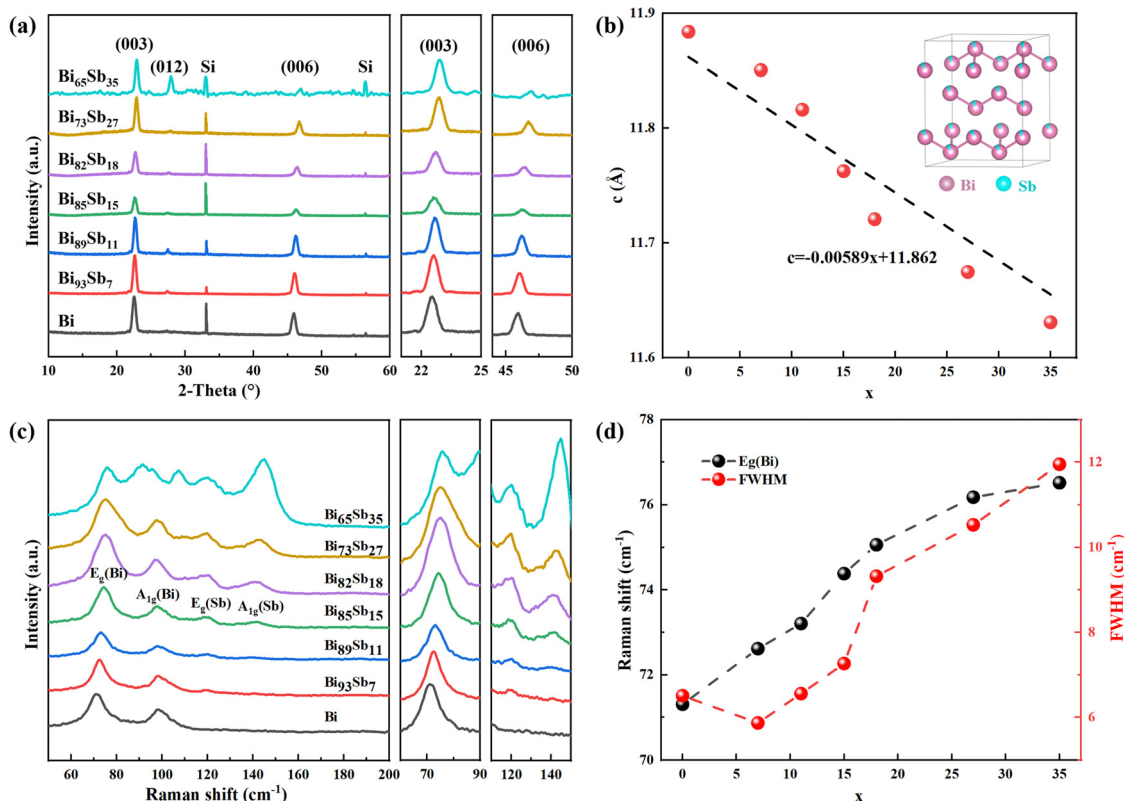 (a)
(003)
(012)
Si
(006)
Si
(003)
(006)
Bi65Sb35
Bi73Sb27
Bi82Sb18
Bi85Sb15
Bi89Sb11
Bi93Sb7
Bi
Intensity (a.u.)
10 20 30 40 50 60
22 25
45 50
2-Theta (°)
(b)
11.9
11.8
11.7
11.6
c (Å)
Bi Sb
c=-0.00589x+11.862
0 5 10 15 20 25 30 35
x
(c)
Bi65Sb35
Bi73Sb27
Bi82Sb18
Bi85Sb15
Bi89Sb11
Bi93Sb7
Bi
Eg(Bi)
A1g(Bi)
Eg(Sb)
A1g(Sb)
Intensity (a.u.)
60 80 100 120 140 160 180 200
70 90
120 140
Raman shift (cm-1)
(d)
78
76
74
72
70
Raman shift (cm-1)
Eg(Bi)
FWHM
12
10
8
6
FWHM (cm-1)
0 5 10 15 20 25 30 35
x